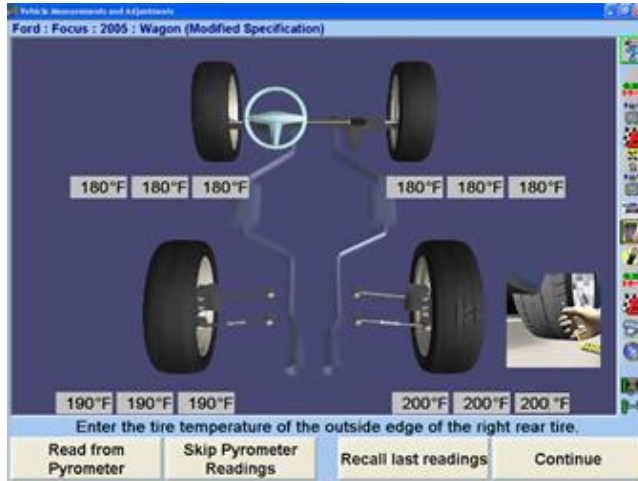 Vehicle Measurements and Adjustments
Ford : Focus : 2005 : Wagon (Modified Specification)
180°F 180°F 180°F 180°F 180°F 180°F
190°F 190°F 190°F 200°F 200°F 200 °F
Enter the tire temperature of the outside edge of the right rear tire.
Read from Pyrometer
Skip Pyrometer Readings
Recall last readings
Continue